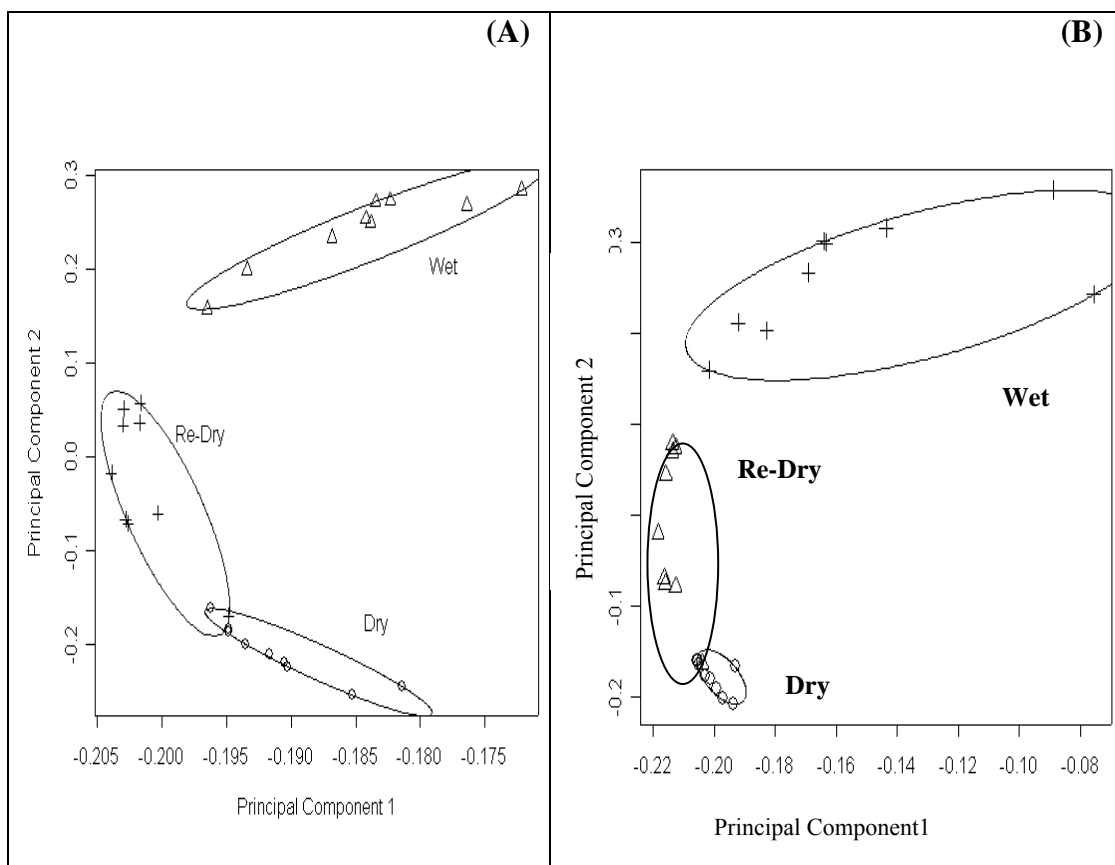 (A)
0.3
0.2
0.1
0.0
-0.1
-0.2
Principal Component 2
Wet
Re-Dry
Dry
-0.205 -0.200 -0.195 -0.190 -0.185 -0.180 -0.175
Principal Component 1
(B)
0.3
-0.1
-0.2
Principal Component 2
Wet
Re-Dry
Dry
-0.22 -0.20 -0.18 -0.16 -0.14 -0.12 -0.10 -0.08
Principal Component1